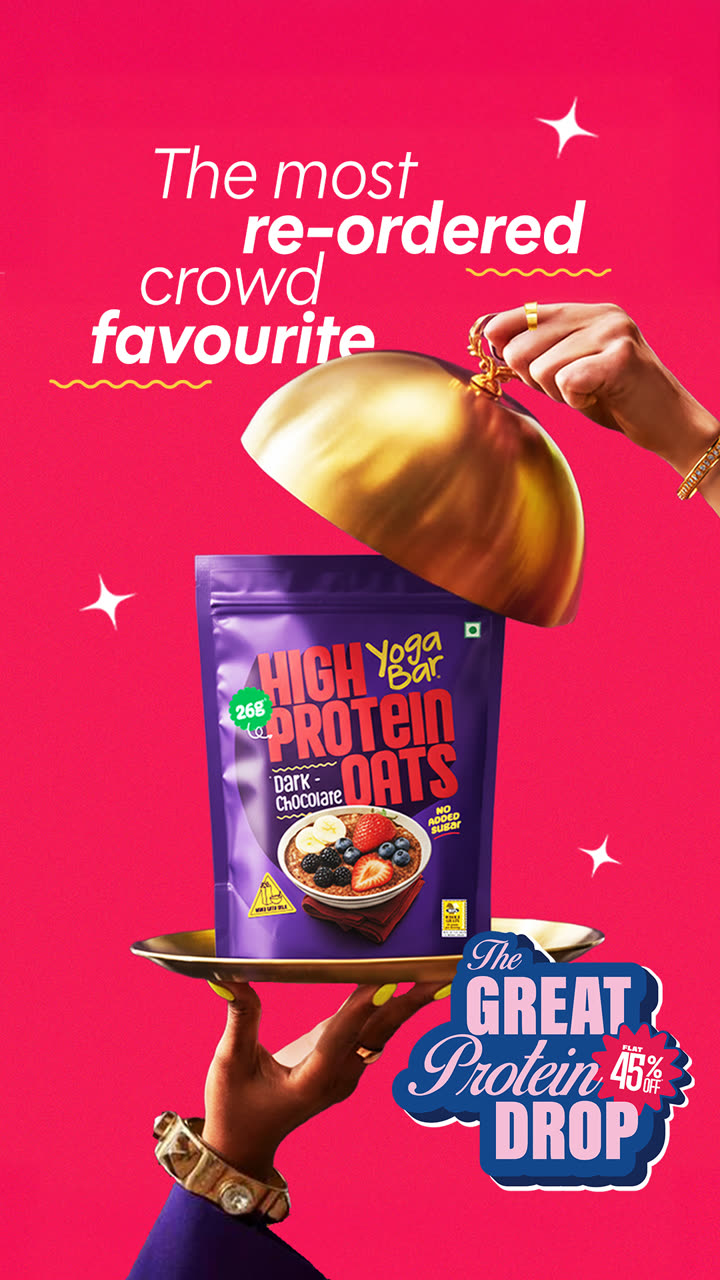 The most
re-ordered
crowd
favourite
Yoga
Bar
HIGH
PROTein
OATS
26g
Dark -
Chocolate
NO
ADDED
SUGar
The
GREAT
Protein
DROP
FLAT
45%
OFF